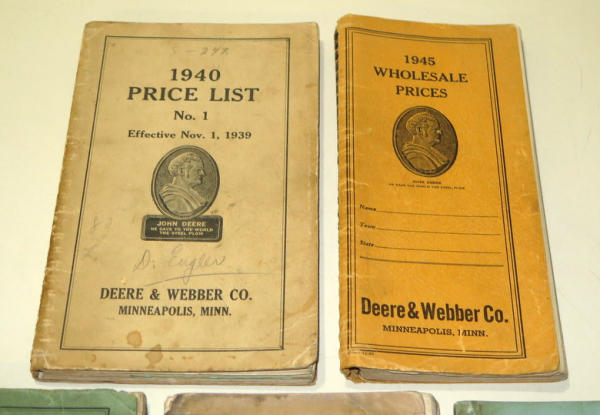 1940
PRICE LIST
No. 1
Effective Nov. 1, 1939
JOHN DEERE
HE GAVE TO THE WORLD
THE STEEL PLOW
D. Engler
DEERE & WEBBER CO.
MINNEAPOLIS, MINN.
1945
WHOLESALE
PRICES
JOHN DEERE
HE GAVE THE WORLD THE STEEL PLOW
Name
Town
State
Deere & Webber Co.
MINNEAPOLIS, MINN.